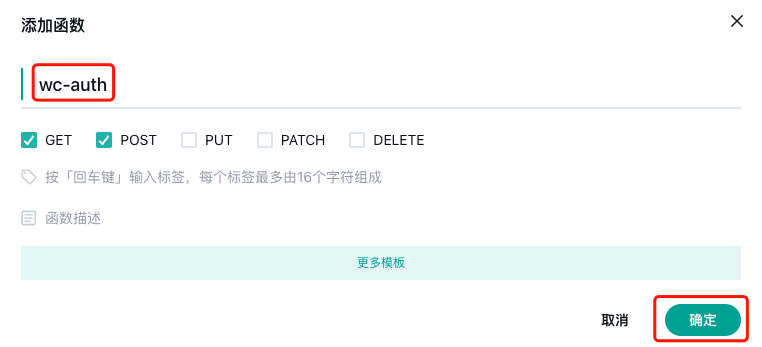 添加函数
wc-auth
GET POST PUT PATCH DELETE
按「回车键」输入标签，每个标签最多由16个字符组成
函数描述
更多模板
取消 确定